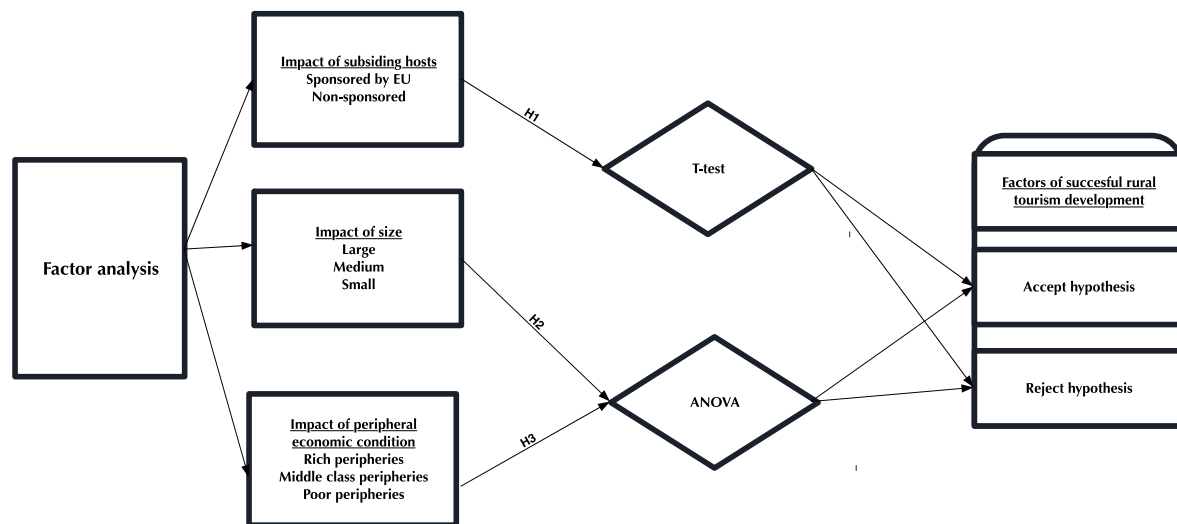 Factor analysis
Impact of subsiding hosts
Sponsored by EU
Non-sponsored
Impact of size
Large
Medium
Small
Impact of peripheral
economic condition
Rich peripheries
Middle class peripheries
Poor peripheries
H1
H2
H3
T-test
ANOVA
Factors of succesful rural
tourism development
Accept hypothesis
Reject hypothesis